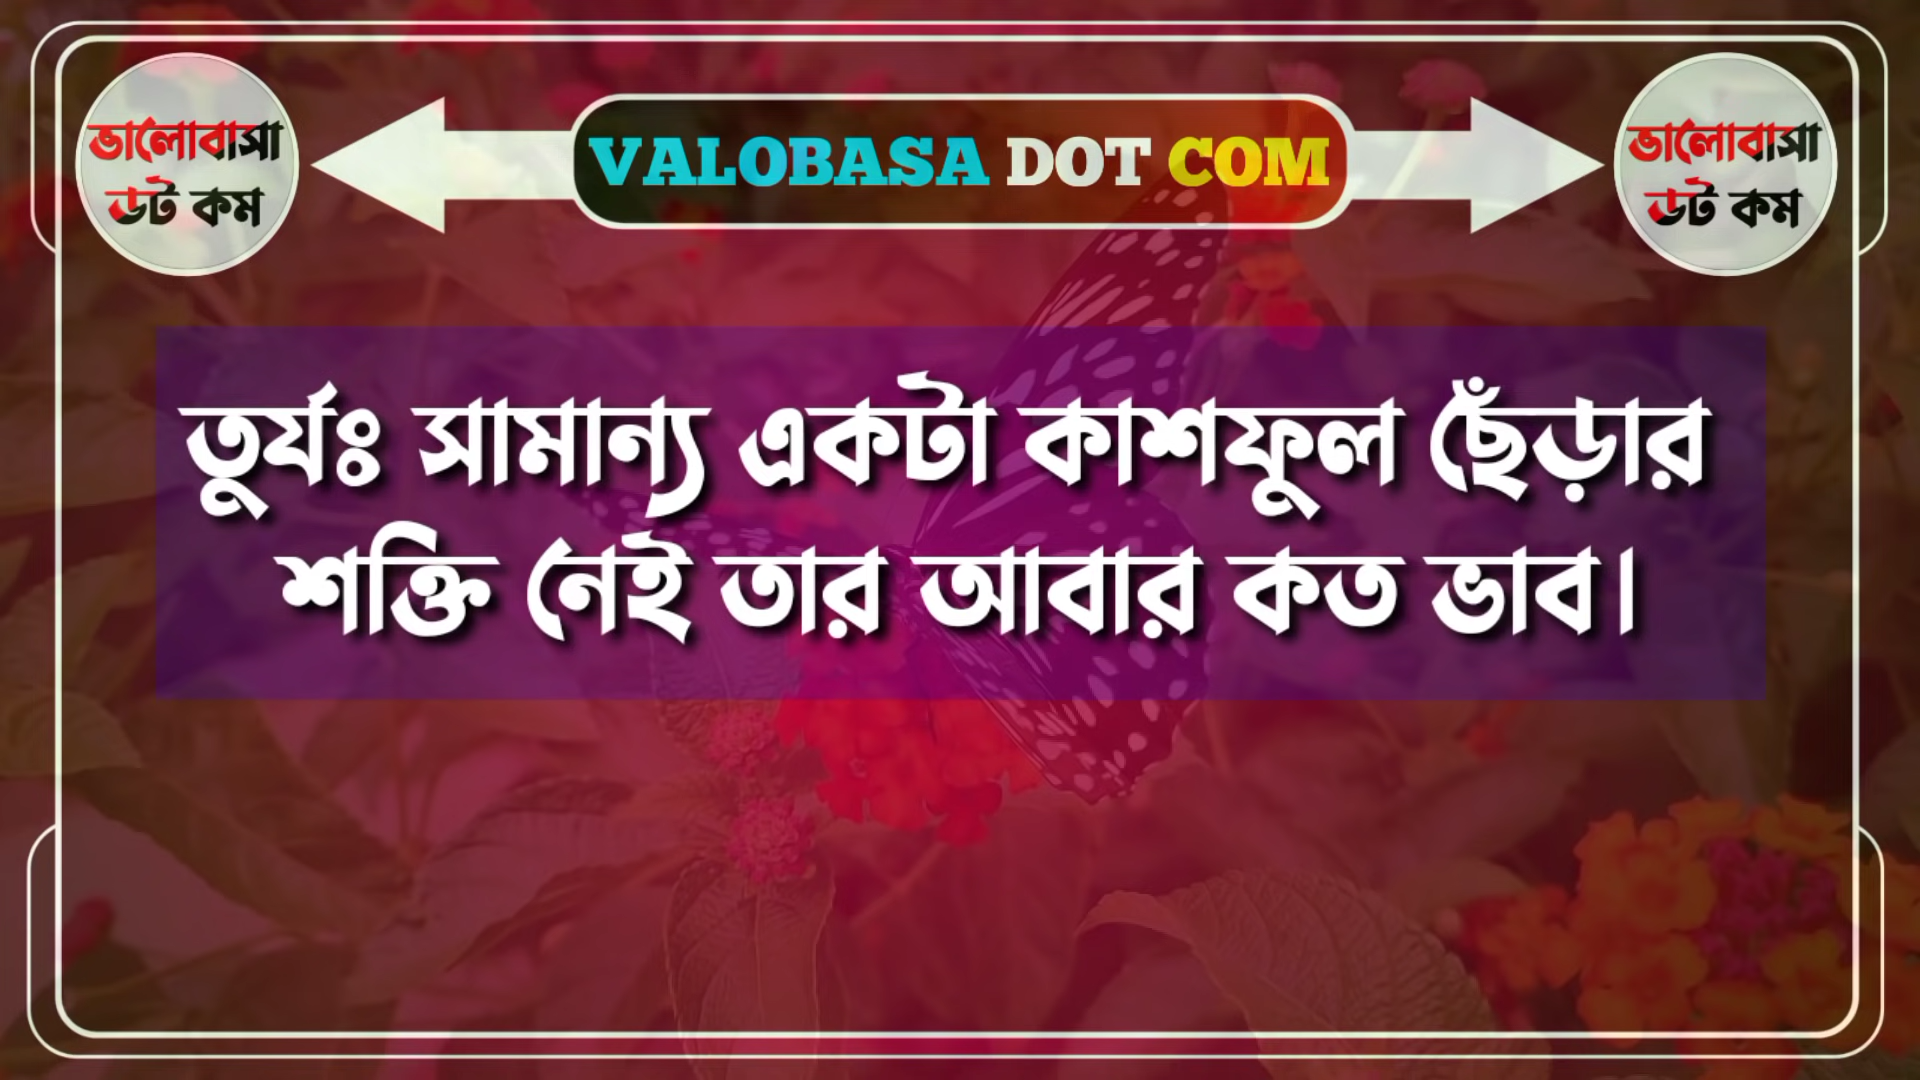 ভালোবাসা
ডট কম
VALOBASA DOT COM
ভালোবাসা
ডট কম
তুর্যঃ সামান্য একটা কাশফুল ছেঁড়ার
শক্তি নেই তার আবার কত ভাব।